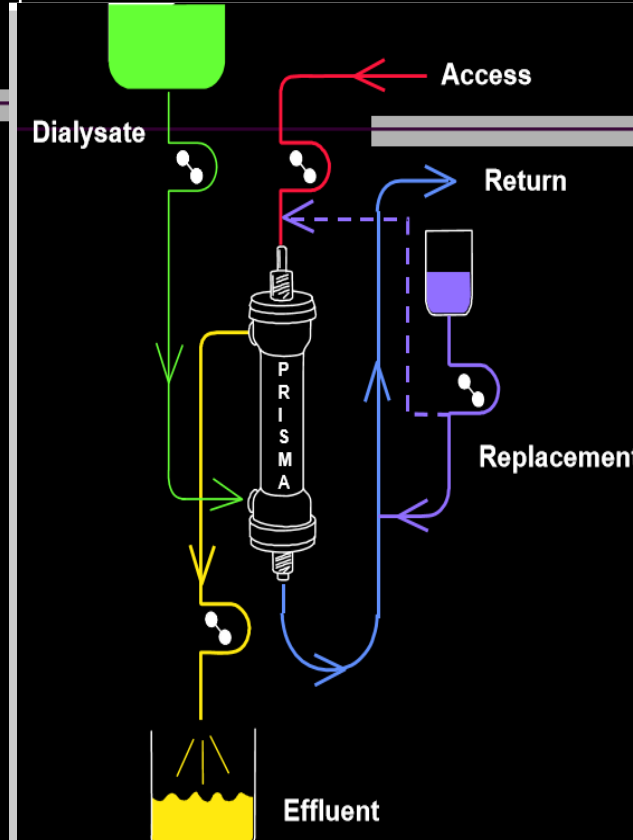 Access
Dialysate
Return
PRISMA
Replacement
Effluent